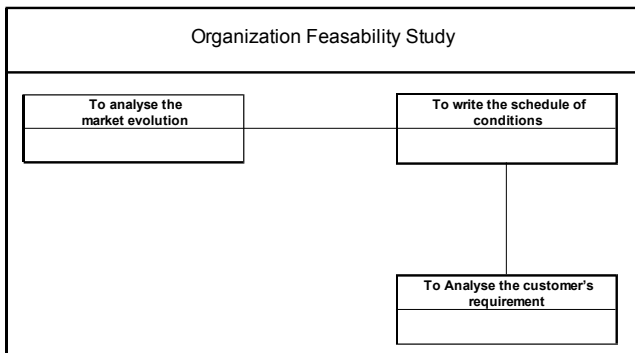 Organization Feasability Study
To analyse the
market evolution
To write the schedule of
conditions
To Analyse the customer's
requirement